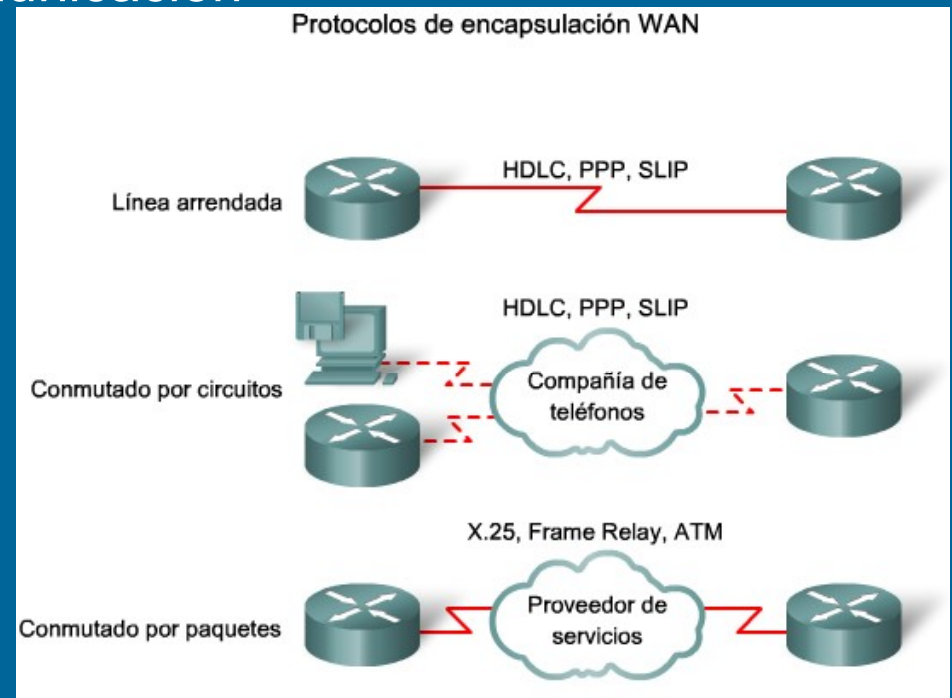 Protocolos de encapsulación WAN
HDLC, PPP, SLIP
Línea arrendada
HDLC, PPP, SLIP
Conmutado por circuitos
Compañía de
teléfonos
X.25, Frame Relay, ATM
Conmutado por paquetes
Proveedor de
servicios